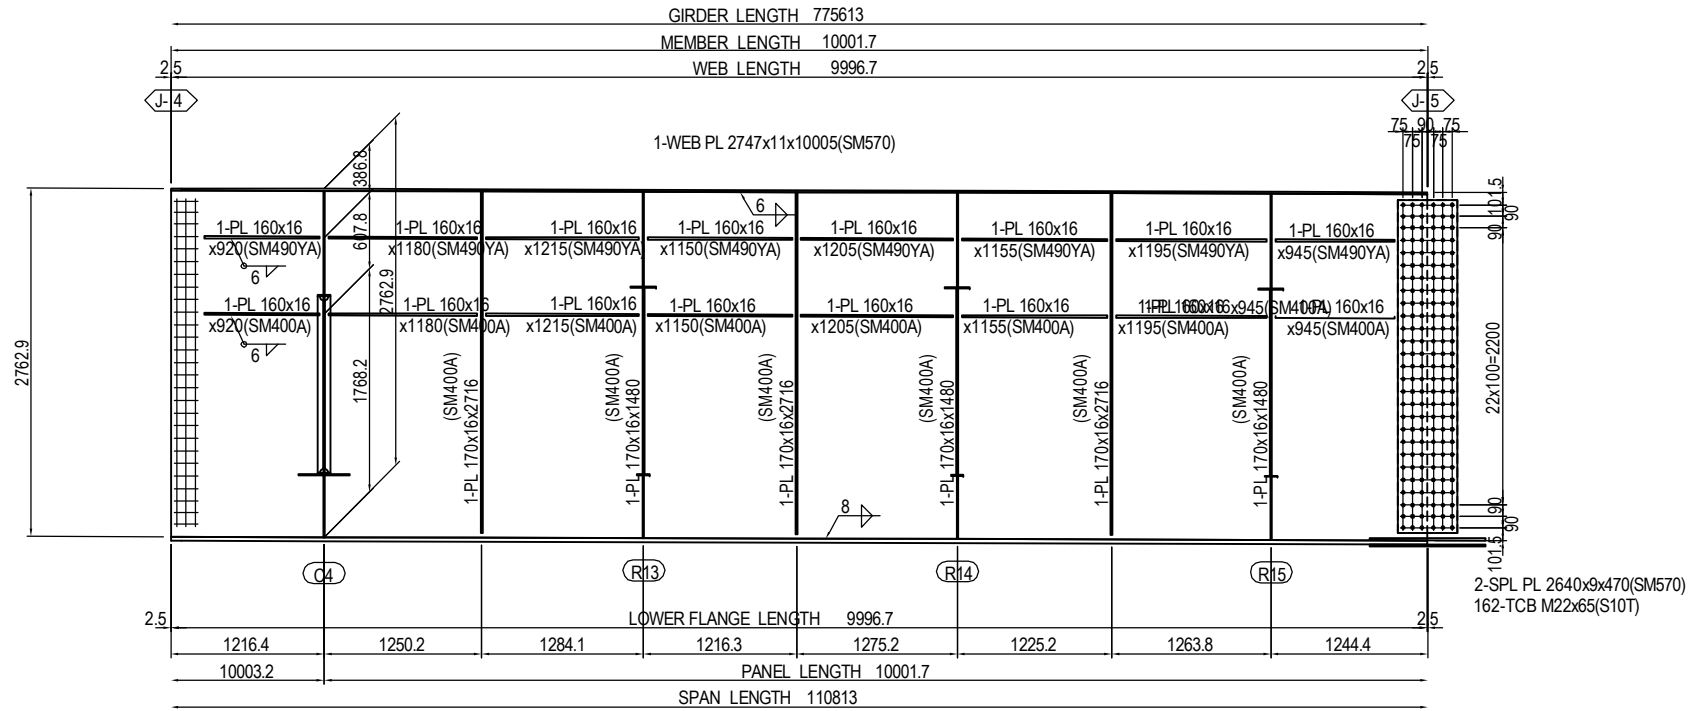 GIRDER LENGTH 775613
MEMBER LENGTH 10001.7
2.5
WEB LENGTH 9996.7
2.5
J-4
J-5
75 90 75
75 75
1-WEB PL 2747x11x10005(SM570)
386.8
607.8
2762.9
1768.2
2762.9
6
101.5
90
90
1-PL 160x16
x920(SM490YA)
1-PL 160x16
x1180(SM490YA)
1-PL 160x16
x1215(SM490YA)
1-PL 160x16
x1150(SM490YA)
1-PL 160x16
x1205(SM490YA)
1-PL 160x16
x1155(SM490YA)
1-PL 160x16
x1195(SM490YA)
1-PL 160x16
x945(SM490YA)
6
1-PL 160x16
x920(SM400A)
1-PL 160x16
x1180(SM400A)
1-PL 160x16
x1215(SM400A)
1-PL 160x16
x1150(SM400A)
1-PL 160x16
x1205(SM400A)
1-PL 160x16
x1155(SM400A)
1-PL 160x16
x1195(SM400A)
1-PL 160x16x945(SM400A)
1-PL 160x16
x945(SM400A)
6
(SM400A)
1-PL 170x16x2716
(SM400A)
1-PL 170x16x1480
(SM400A)
1-PL 170x16x2716
(SM400A)
1-PL 170x16x1480
(SM400A)
1-PL 170x16x2716
(SM400A)
1-PL 170x16x1480
22x100=2200
8
90
90
101.5
C4
R13
R14
R15
2-SPL PL 2640x9x470(SM570)
162-TCB M22x65(S10T)
2.5
LOWER FLANGE LENGTH 9996.7
2.5
1216.4
1250.2
1284.1
1216.3
1275.2
1225.2
1263.8
1244.4
10003.2
PANEL LENGTH 10001.7
SPAN LENGTH 110813